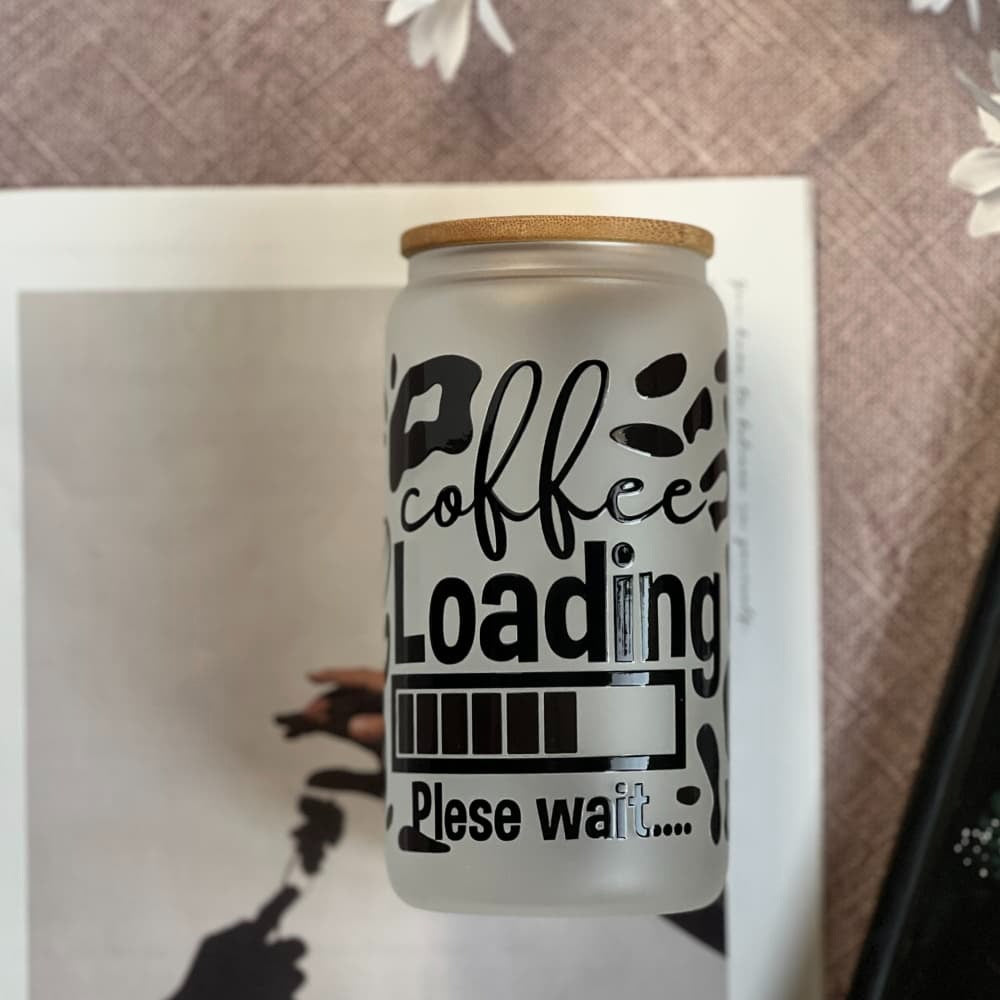 coffee
Loading
Plese wait....